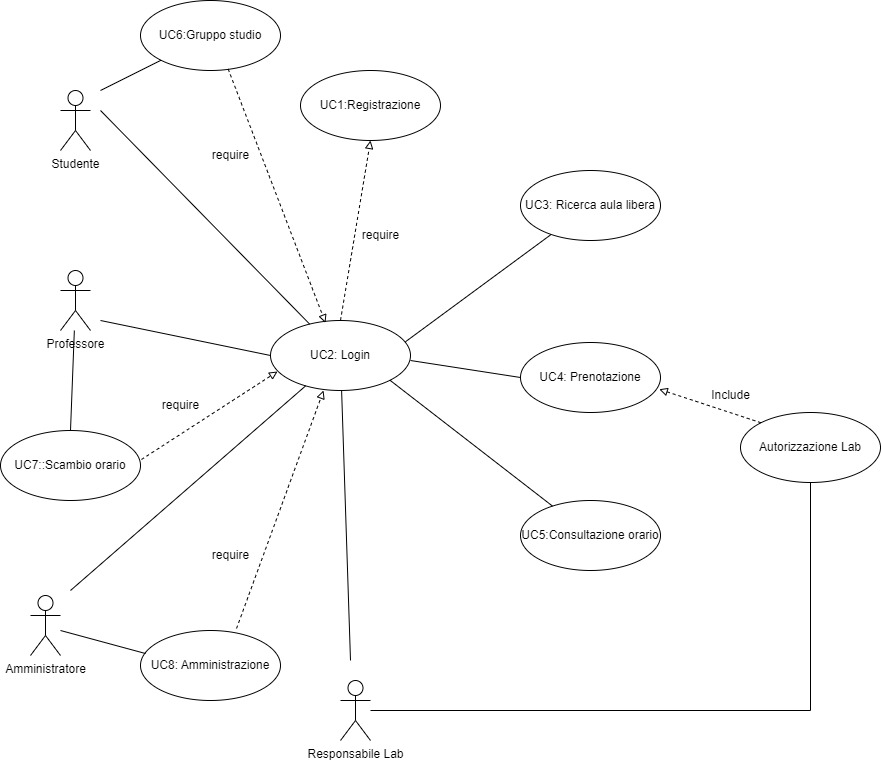 UC6:Gruppo studio
UC1:Registrazione
require
Studente
UC3: Ricerca aula libera
require
Professore
UC2: Login
UC4: Prenotazione
Include
require
Autorizzazione Lab
UC7::Scambio orario
UC5:Consultazione orario
require
Amministratore
UC8: Amministrazione
Responsabile Lab